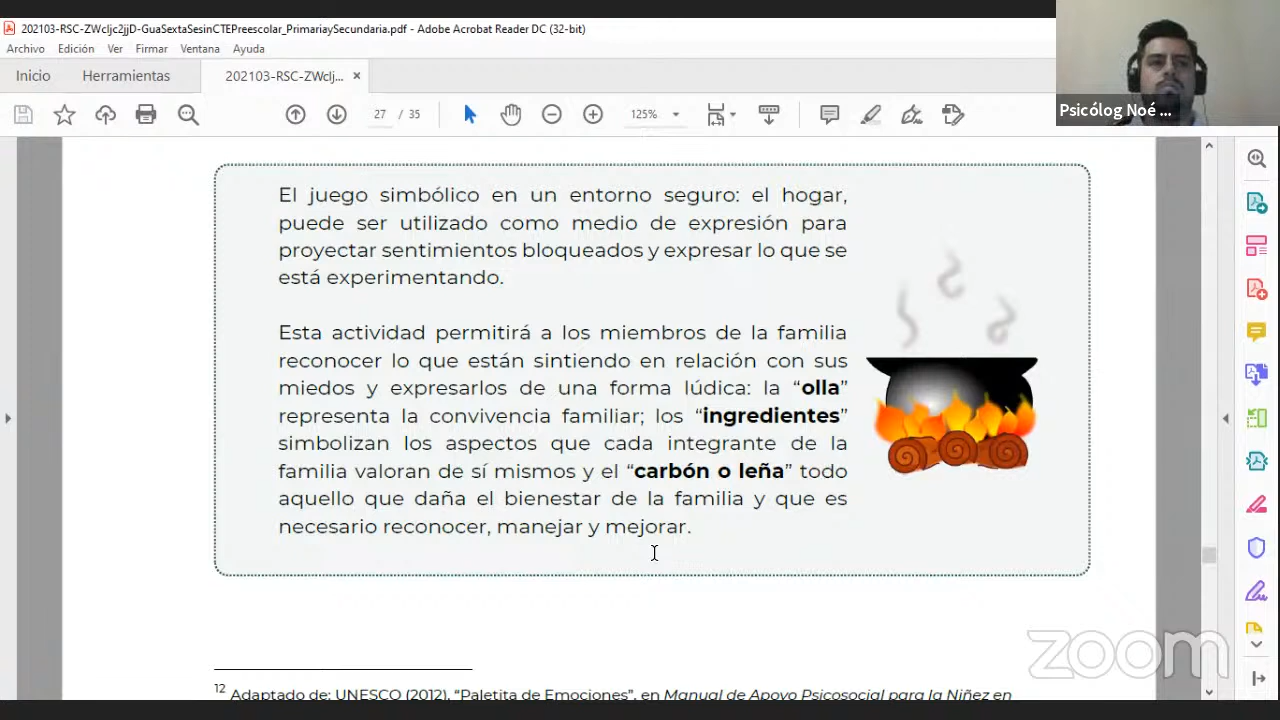 202103-RSC-ZWcIjc2jjD-GuaSextaSesinCTEPreescolar_PrimariaySecundaria.pdf - Adobe Acrobat Reader DC (32-bit)
Archivo Edición Ver Firmar Ventana Ayuda
Inicio Herramientas 202103-RSC-ZWcIj... ×
27 / 35 125%
Psicólog Noé ...
El juego simbólico en un entorno seguro: el hogar,
puede ser utilizado como medio de expresión para
proyectar sentimientos bloqueados y expresar lo que se
está experimentando.
Esta actividad permitirá a los miembros de la familia
reconocer lo que están sintiendo en relación con sus
miedos y expresarlos de una forma lúdica: la “olla”
representa la convivencia familiar; los “ingredientes”
simbolizan los aspectos que cada integrante de la
familia valoran de sí mismos y el “carbón o leña” todo
aquello que daña el bienestar de la familia y que es
necesario reconocer, manejar y mejorar.
zoom
12 Adaptado de: UNESCO (2012), “Paletita de Emociones”, en Manual de Apoyo Psicosocial para la Niñez en